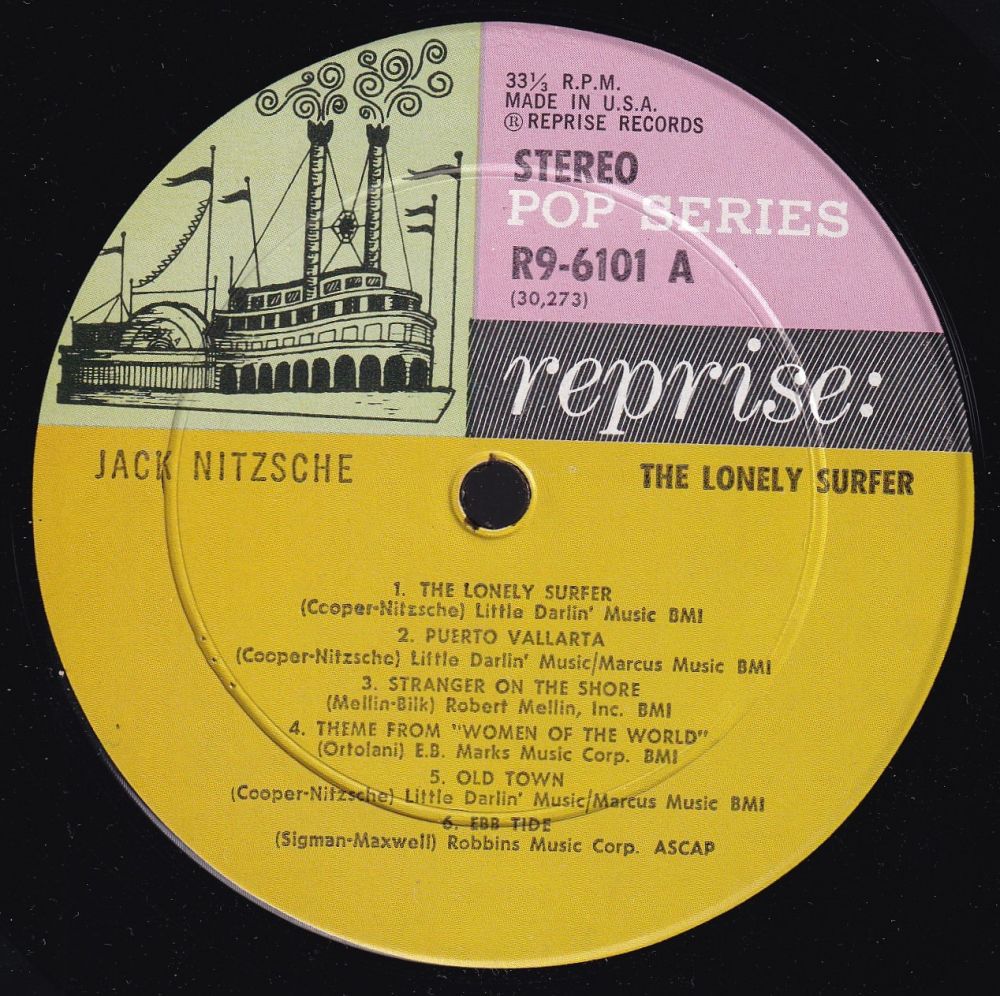 33⅓ R.P.M.
MADE IN U.S.A.
Ⓡ REPRISE RECORDS
STEREO
POP SERIES
R9-6101 A
(30,273)
reprise:
JACK NITZSCHE
THE LONELY SURFER
1. THE LONELY SURFER
(Cooper-Nitzsche) Little Darlin' Music BMI
2. PUERTO VALLARTA
(Cooper-Nitzsche) Little Darlin' Music/Marcus Music BMI
3. STRANGER ON THE SHORE
(Mellin-Bilk) Robert Mellin, Inc. BMI
4. THEME FROM "WOMEN OF THE WORLD"
(Ortolani) E.B. Marks Music Corp. BMI
5. OLD TOWN
(Cooper-Nitzsche) Little Darlin' Music/Marcus Music BMI
6. EBB TIDE
(Sigman-Maxwell) Robbins Music Corp. ASCAP